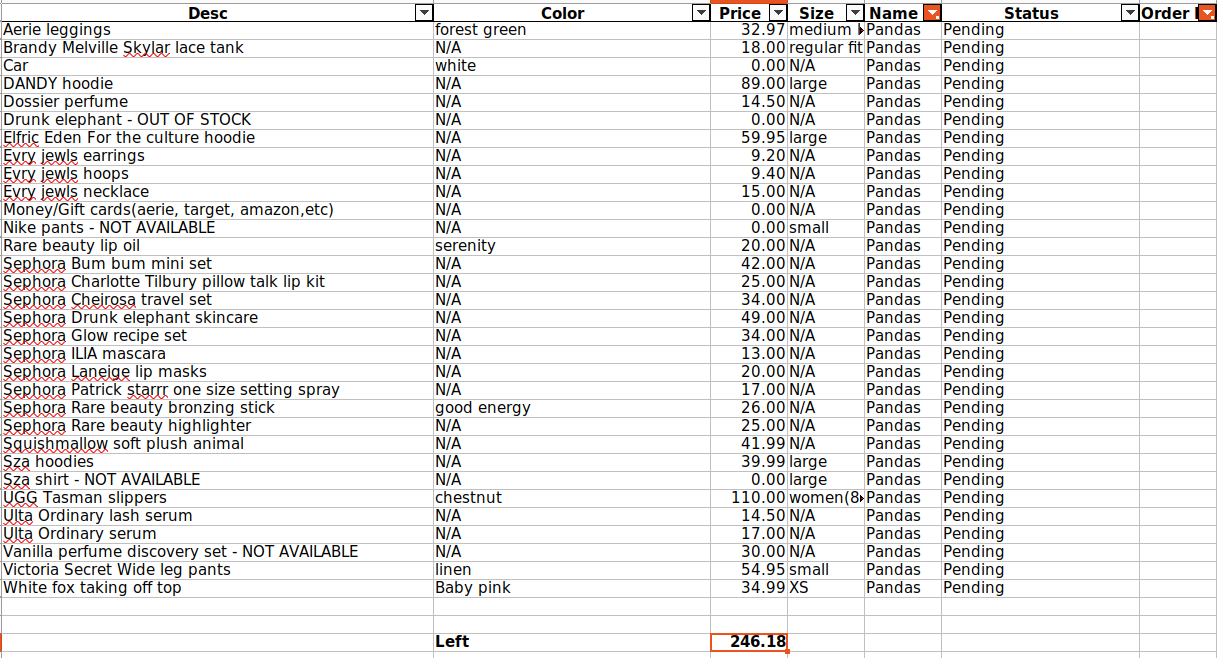 Desc Color Price Size Name Status Order
Aerie leggings forest green 32.97 medium Pandas Pending
Brandy Melville Skylar lace tank N/A 18.00 regular fit Pandas Pending
Car white 0.00 N/A Pandas Pending
DANDY hoodie N/A 89.00 large Pandas Pending
Dossier perfume N/A 14.50 N/A Pandas Pending
Drunk elephant - OUT OF STOCK N/A 0.00 N/A Pandas Pending
Elfric Eden For the culture hoodie N/A 59.95 large Pandas Pending
Evry jewls earrings N/A 9.20 N/A Pandas Pending
Evry jewls hoops N/A 9.40 N/A Pandas Pending
Evry jewls necklace N/A 15.00 N/A Pandas Pending
Money/Gift cards(aerie, target, amazon,etc) N/A 0.00 N/A Pandas Pending
Nike pants - NOT AVAILABLE N/A 0.00 small Pandas Pending
Rare beauty lip oil serenity 20.00 N/A Pandas Pending
Sephora Bum bum mini set N/A 42.00 N/A Pandas Pending
Sephora Charlotte Tilbury pillow talk lip kit N/A 25.00 N/A Pandas Pending
Sephora Cheirosa travel set N/A 34.00 N/A Pandas Pending
Sephora Drunk elephant skincare N/A 49.00 N/A Pandas Pending
Sephora Glow recipe set N/A 34.00 N/A Pandas Pending
Sephora ILIA mascara N/A 13.00 N/A Pandas Pending
Sephora Laneige lip masks N/A 20.00 N/A Pandas Pending
Sephora Patrick starrr one size setting spray N/A 17.00 N/A Pandas Pending
Sephora Rare beauty bronzing stick good energy 26.00 N/A Pandas Pending
Sephora Rare beauty highlighter N/A 25.00 N/A Pandas Pending
Squishmallow soft plush animal N/A 41.99 N/A Pandas Pending
Sza hoodies N/A 39.99 large Pandas Pending
Sza shirt - NOT AVAILABLE N/A 0.00 large Pandas Pending
UGG Tasman slippers chestnut 110.00 women(8 Pandas Pending
Ulta Ordinary lash serum N/A 14.50 N/A Pandas Pending
Ulta Ordinary serum N/A 17.00 N/A Pandas Pending
Vanilla perfume discovery set - NOT AVAILABLE N/A 30.00 N/A Pandas Pending
Victoria Secret Wide leg pants linen 54.95 small Pandas Pending
White fox taking off top Baby pink 34.99 XS Pandas Pending
Left 246.18